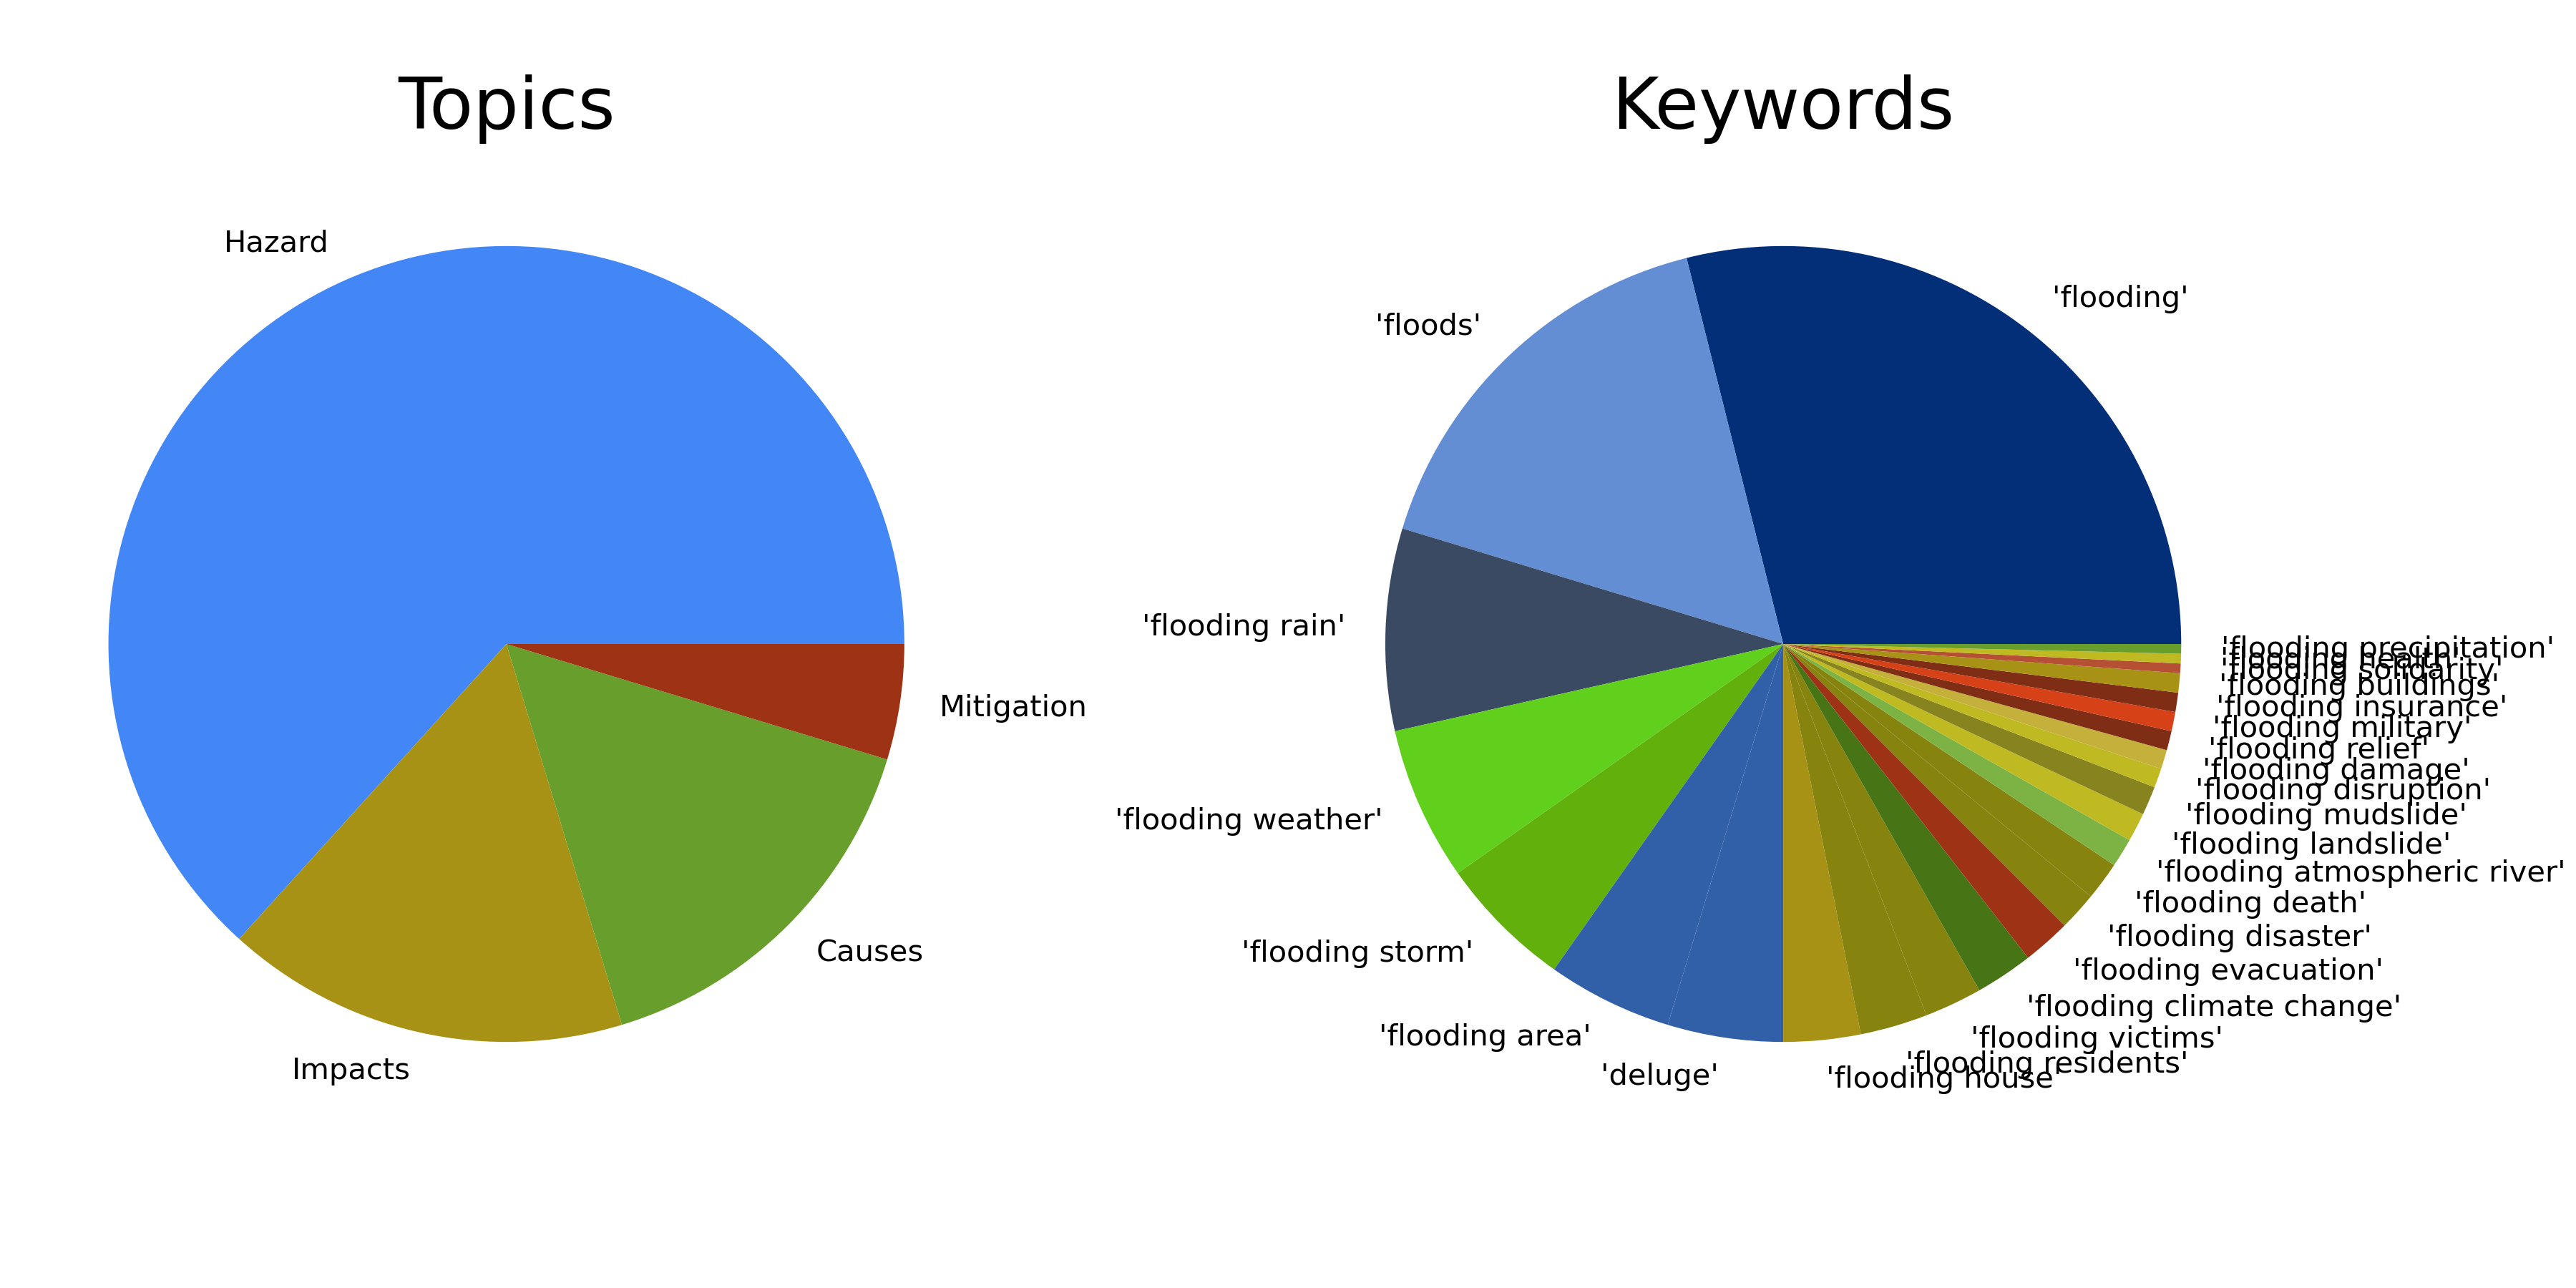 Topics
Hazard
Mitigation
Causes
Impacts
Keywords
'flooding'
'floods'
'flooding rain'
'flooding weather'
'flooding storm'
'flooding area'
'deluge'
'flooding house'
'flooding residents'
'flooding victims'
'flooding climate change'
'flooding evacuation'
'flooding disaster'
'flooding death'
'flooding atmospheric river'
'flooding landslide'
'flooding mudslide'
'flooding disruption'
'flooding damage'
'flooding relief'
'flooding military'
'flooding insurance'
'flooding buildings'
'flooding solidarity'
'flooding health'
'flooding precipitation'